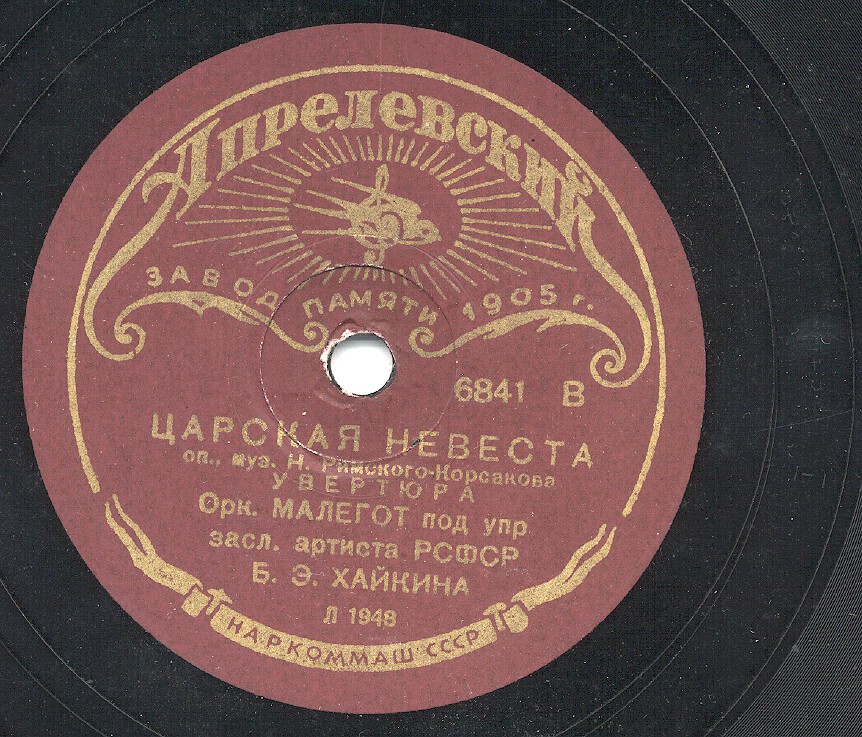 Апрелевский
ЗАВОД ПАМЯТИ 1905 г.
6841 В
ЦАРСКАЯ НЕВЕСТА
оп., муз. Н. Римского-Корсакова
УВЕРТЮРА
Орк. МАЛЕГОТ под упр
засл. артиста РСФСР
Б. Э. ХАЙКИНА
Л 1948
НАРКОММАШ СССР